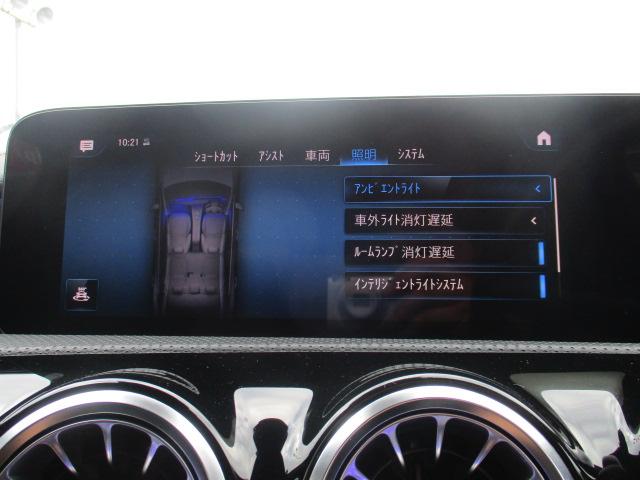 10:21
ｼｮｰﾄｶｯﾄ ｱｼｽﾄ 車両 照明 ｼｽﾃﾑ
ｱﾝﾋﾞｴﾝﾄﾗｲﾄ
車外ﾗｲﾄ消灯遅延
ﾙｰﾑﾗﾝﾌﾟ消灯遅延
ｲﾝﾃﾘｼﾞｪﾝﾄﾗｲﾄｼｽﾃﾑ